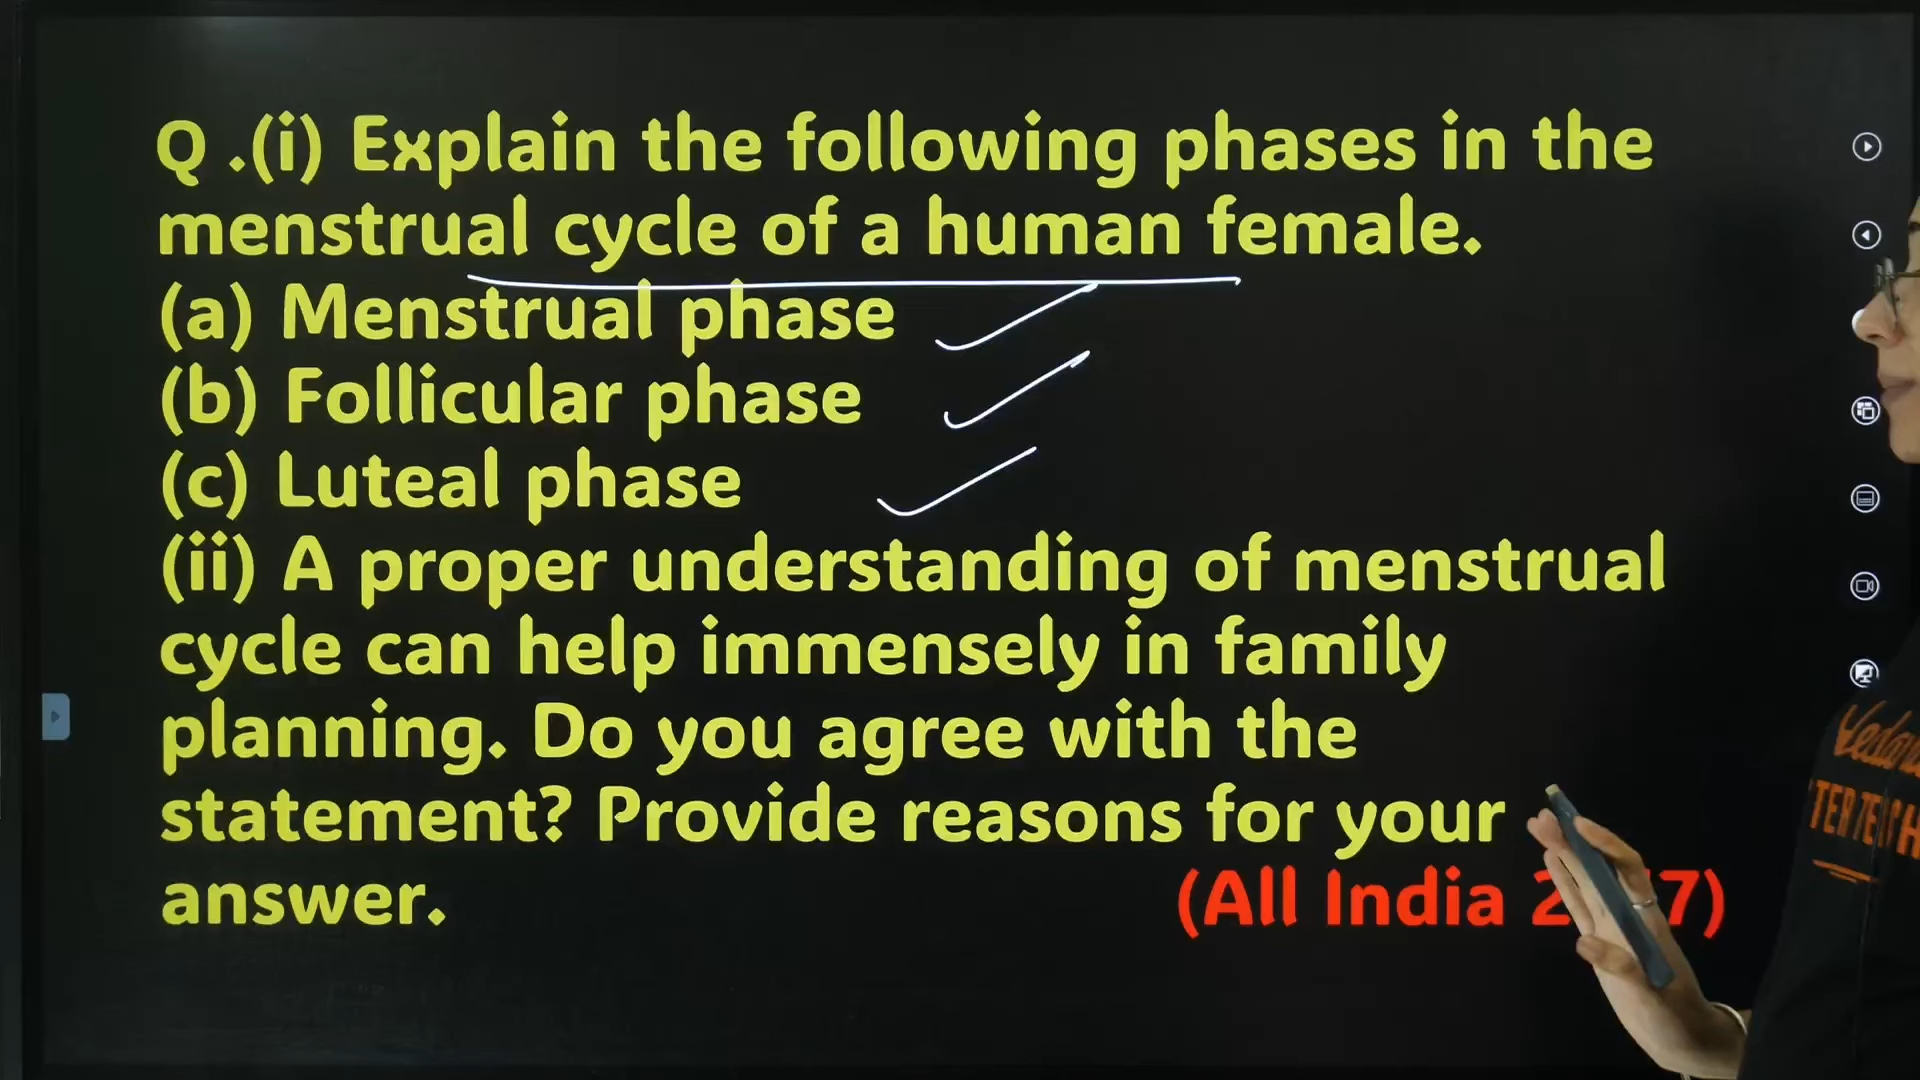 Q .(i) Explain the following phases in the
menstrual cycle of a human female.
(a) Menstrual phase
(b) Follicular phase
(c) Luteal phase
(ii) A proper understanding of menstrual
cycle can help immensely in family
planning. Do you agree with the
statement? Provide reasons for your
answer.
(All India